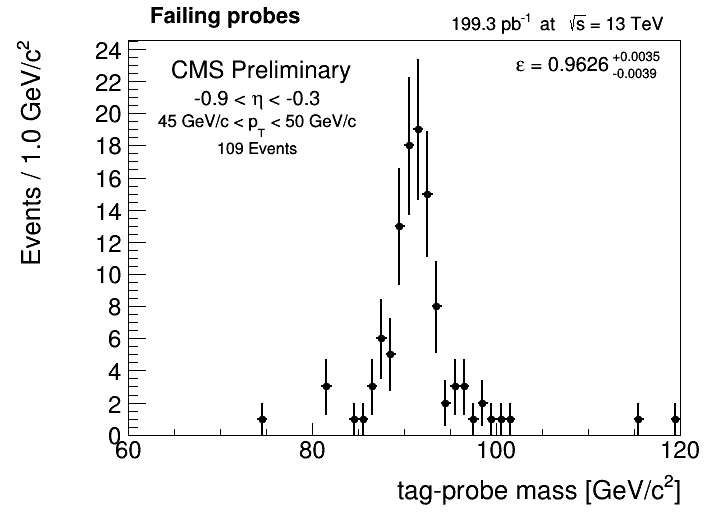 Failing probes
199.3 pb⁻¹ at √s = 13 TeV
CMS Preliminary
-0.9 < η < -0.3
45 GeV/c < p_T < 50 GeV/c
109 Events
ε = 0.9626 +0.0035 -0.0039
Events / 1.0 GeV/c²
24
22
20
18
16
14
12
10
8
6
4
2
0
60 80 100 120
tag-probe mass [GeV/c²]